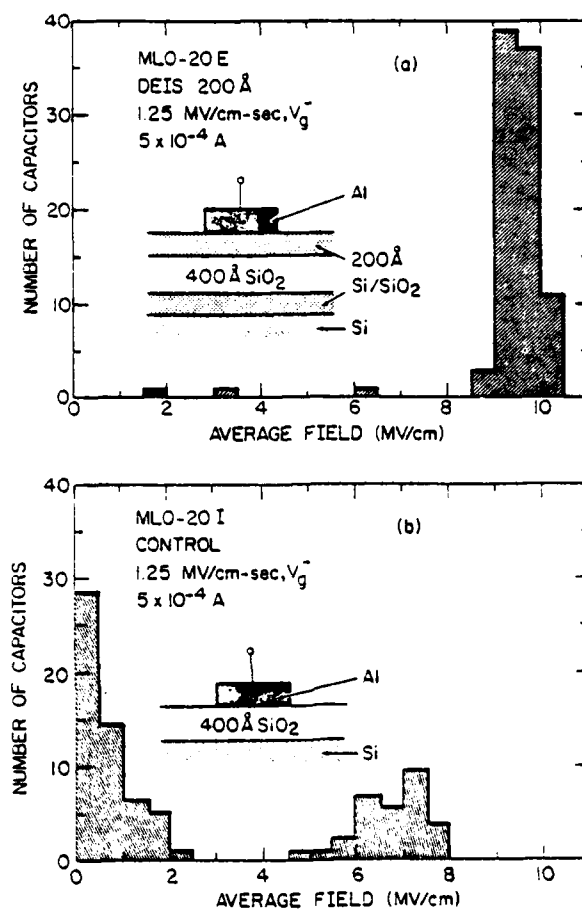 40
30
20
10
0
NUMBER OF CAPACITORS
MLO-20 E
DEIS 200 Å
1.25 MV/cm-sec, Vg⁻
5 x 10⁻⁴ A
(a)
Al
200Å
400 Å SiO₂
Si/SiO₂
Si
0 2 4 6 8 10
AVERAGE FIELD (MV/cm)
40
30
20
10
0
NUMBER OF CAPACITORS
MLO-20 I
CONTROL
1.25 MV/cm-sec, Vg⁻
5 x 10⁻⁴ A
(b)
Al
400 Å SiO₂
Si
0 2 4 6 8 10
AVERAGE FIELD (MV/cm)